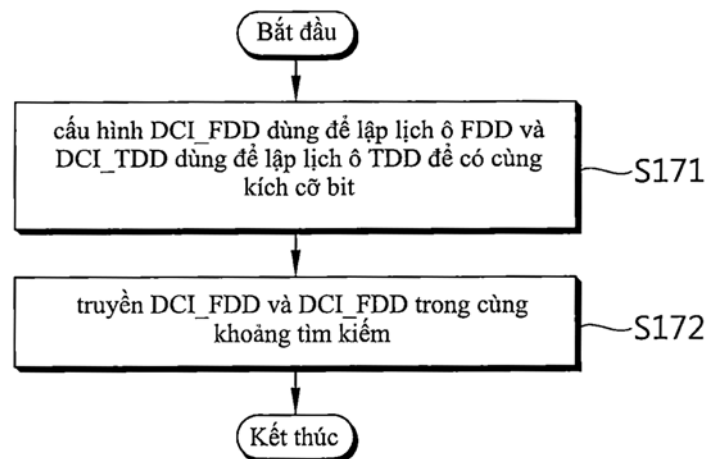 Bắt đầu
cấu hình DCI_FDD dùng để lập lịch ô FDD và
DCI_TDD dùng để lập lịch ô TDD để có cùng
kích cỡ bit
S171
truyền DCI_FDD và DCI_FDD trong cùng
khoảng tìm kiếm
S172
Kết thúc